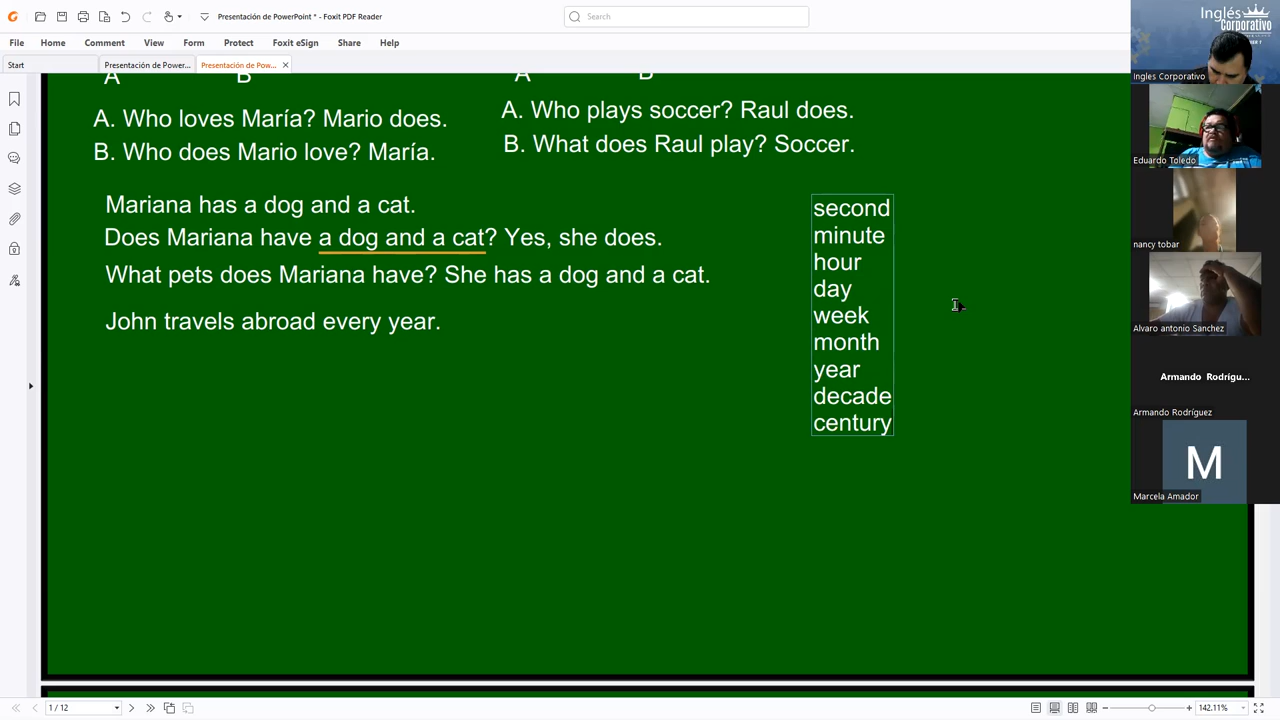 Presentación de PowerPoint * - Foxit PDF Reader
Search
File Home Comment View Form Protect Foxit eSign Share Help
Start
Presentación de Power...
Presentación de Pow...
A B
A B
A. Who loves María? Mario does.
B. Who does Mario love? María.
A. Who plays soccer? Raul does.
B. What does Raul play? Soccer.
Mariana has a dog and a cat.
Does Mariana have a dog and a cat? Yes, she does.
What pets does Mariana have? She has a dog and a cat.
John travels abroad every year.
second
minute
hour
day
week
month
year
decade
century
Inglés
Corporativo
Ingles Corporativo
Eduardo Toledo
nancy tobar
Alvaro antonio Sanchez
Armando Rodrígu...
Armando Rodríguez
M
Marcela Amador
1 / 12
142.11%